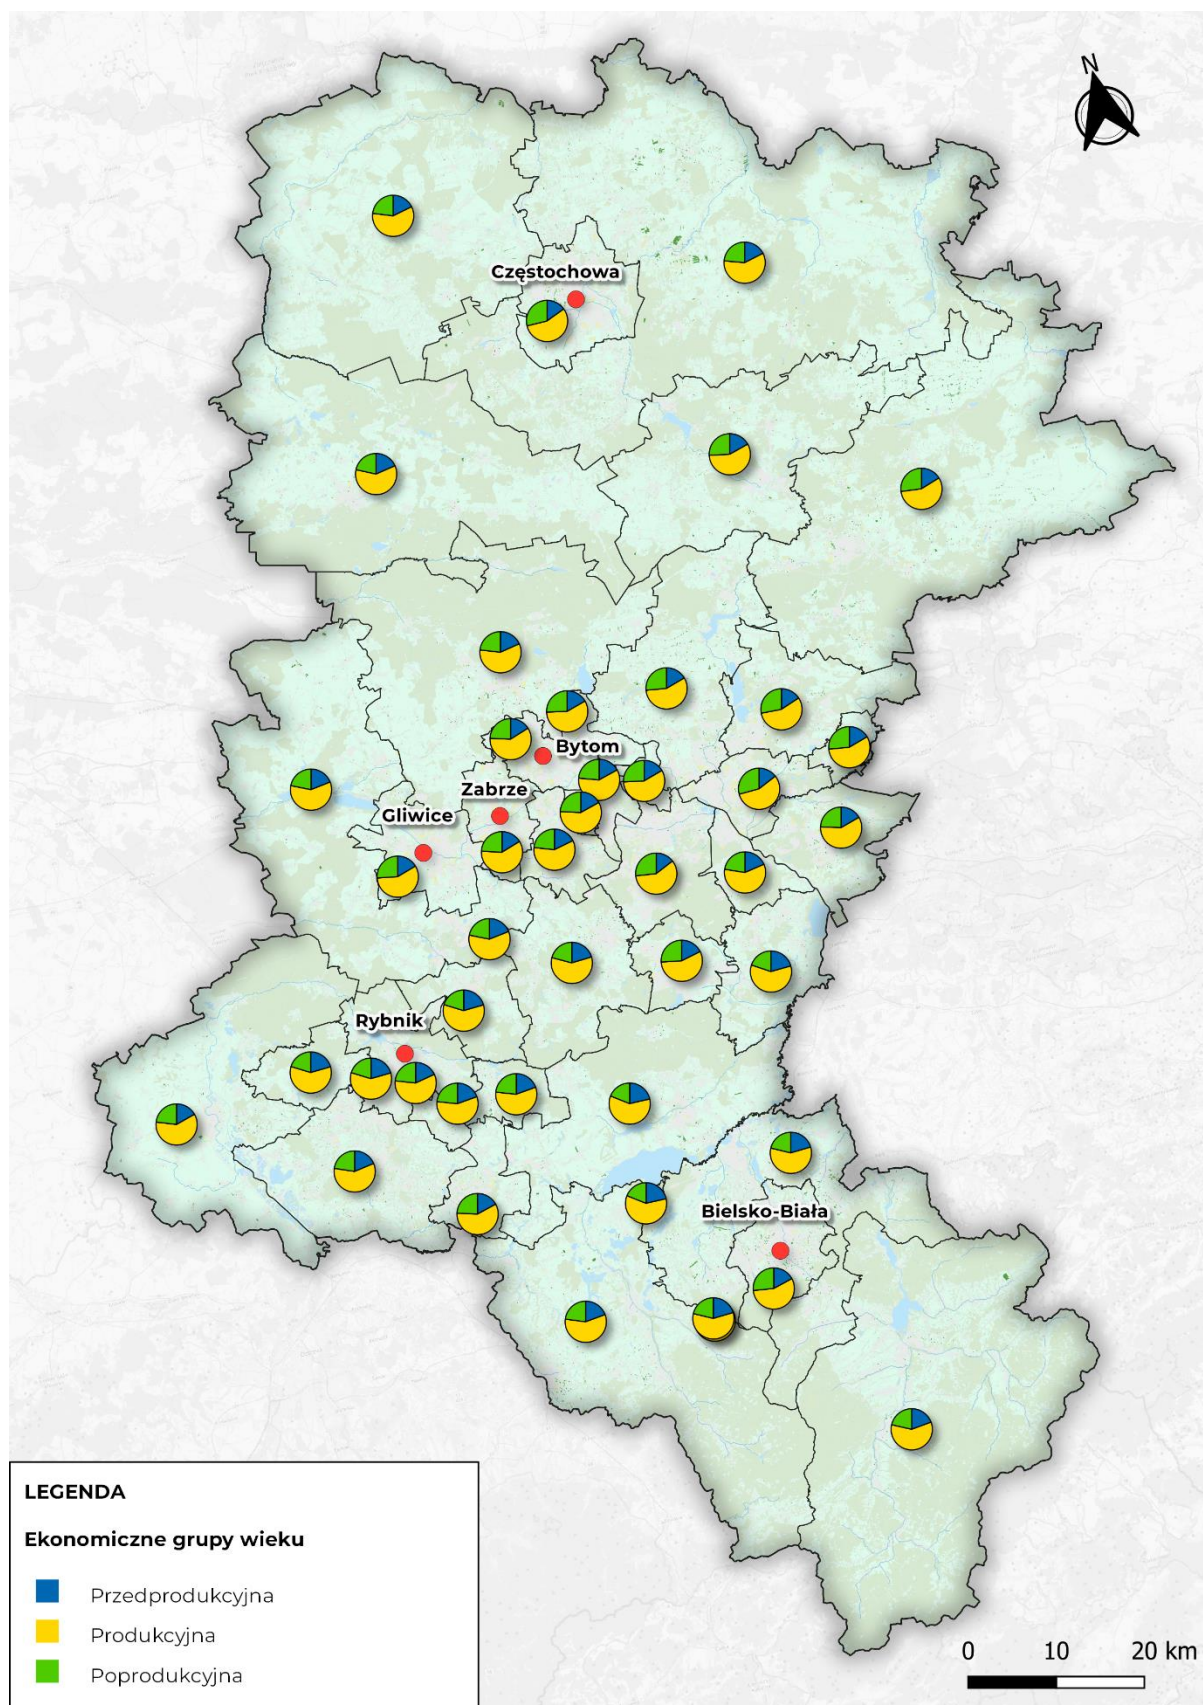 N
Częstochowa
Bytom
Zabrze
Gliwice
Rybnik
Bielsko-Biała
LEGENDA
Ekonomiczne grupy wieku
Przedprodukcyjna
Produkcyjna
Poprodukcyjna
0 10 20 km